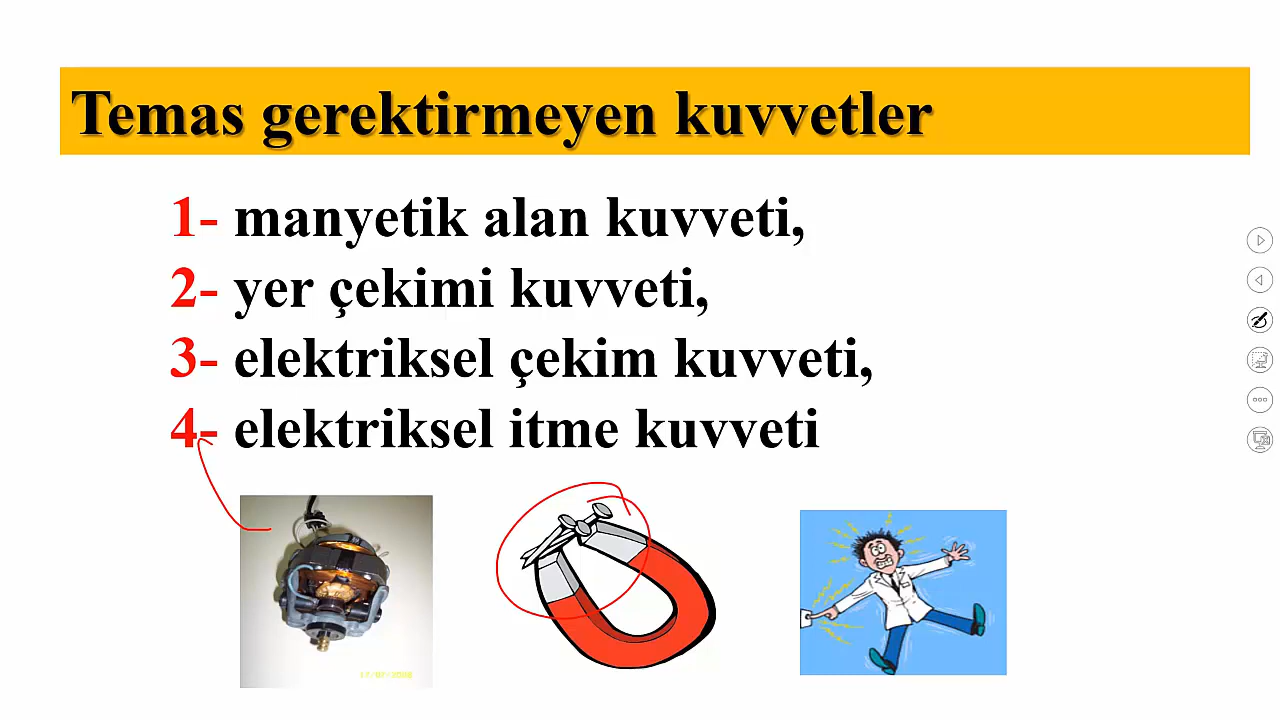 Temas gerektirmeyen kuvvetler
1- manyetik alan kuvveti,
2- yer çekimi kuvveti,
3- elektriksel çekim kuvveti,
4- elektriksel itme kuvveti